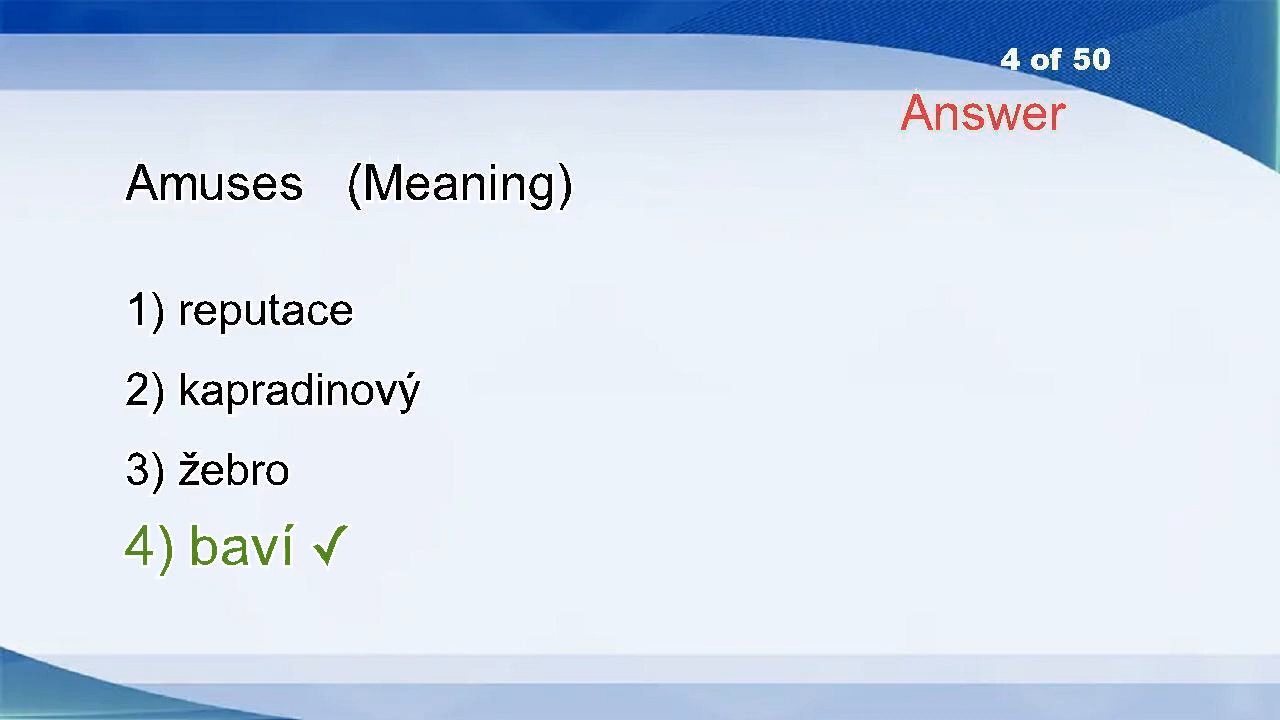 4 of 50
Answer
Amuses (Meaning)
1) reputace
2) kapradinový
3) žebro
4) baví ✓